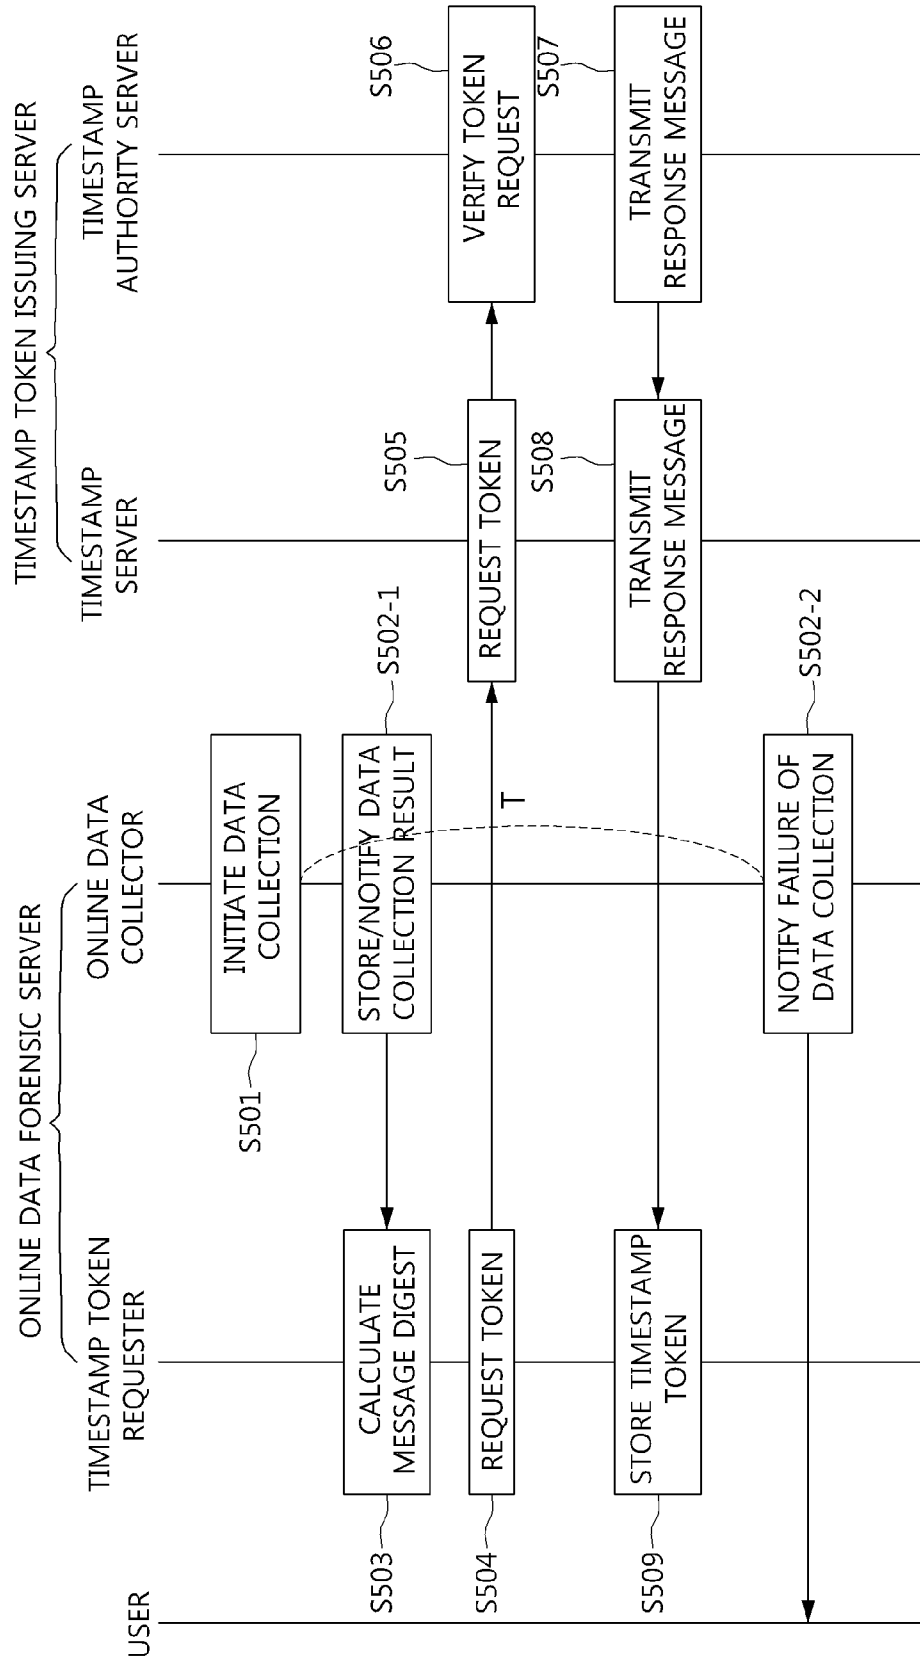 ONLINE DATA FORENSIC SERVER
TIMESTAMP TOKEN ISSUING SERVER
USER
TIMESTAMP TOKEN
REQUESTER
ONLINE DATA
COLLECTOR
TIMESTAMP
SERVER
TIMESTAMP
AUTHORITY SERVER
S501
INITIATE DATA
COLLECTION
S503
CALCULATE
MESSAGE DIGEST
STORE/NOTIFY DATA
COLLECTION RESULT
S502-1
S504
REQUEST TOKEN
T
REQUEST TOKEN
S505
VERIFY TOKEN
REQUEST
S506
S509
STORE TIMESTAMP
TOKEN
TRANSMIT
RESPONSE MESSAGE
S508
TRANSMIT
RESPONSE MESSAGE
S507
NOTIFY FAILURE OF
DATA COLLECTION
S502-2